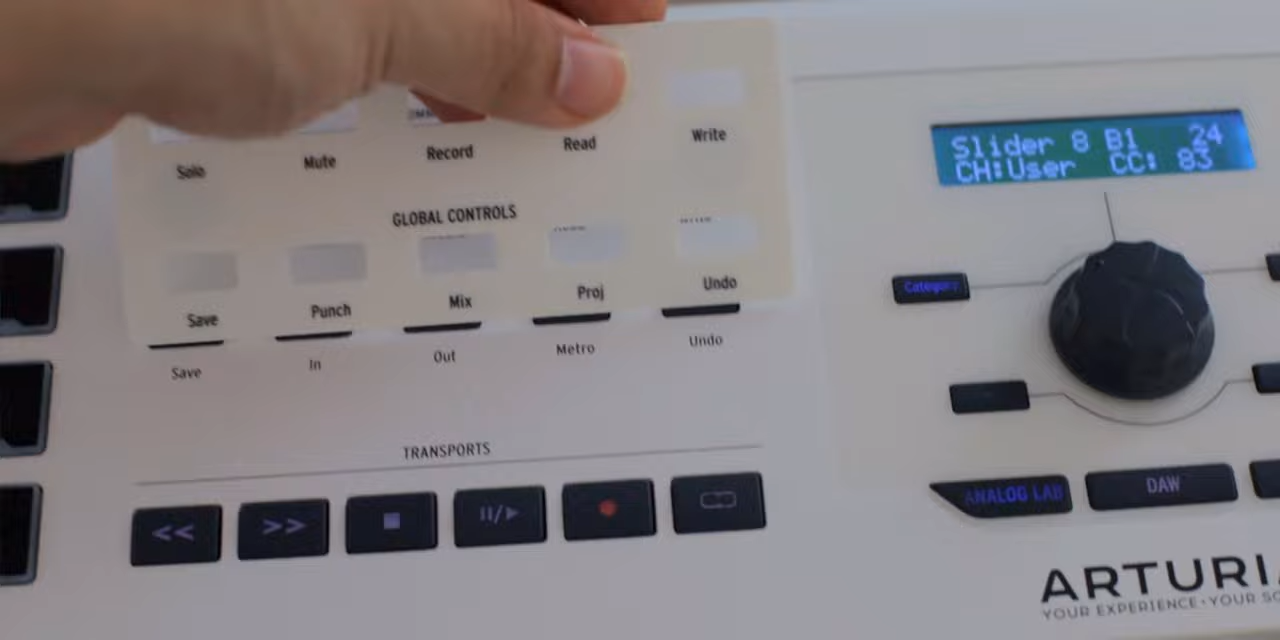 Solo Mute Record Read Write
GLOBAL CONTROLS
Save Punch Mix Proj Undo
Save In Out Metro Undo
TRANSPORTS
<< >> II/▶
Slider 8 B1 24
CH:User CC: 83
Category
ANALOG LAB DAW
ARTURIA
YOUR EXPERIENCE • YOUR